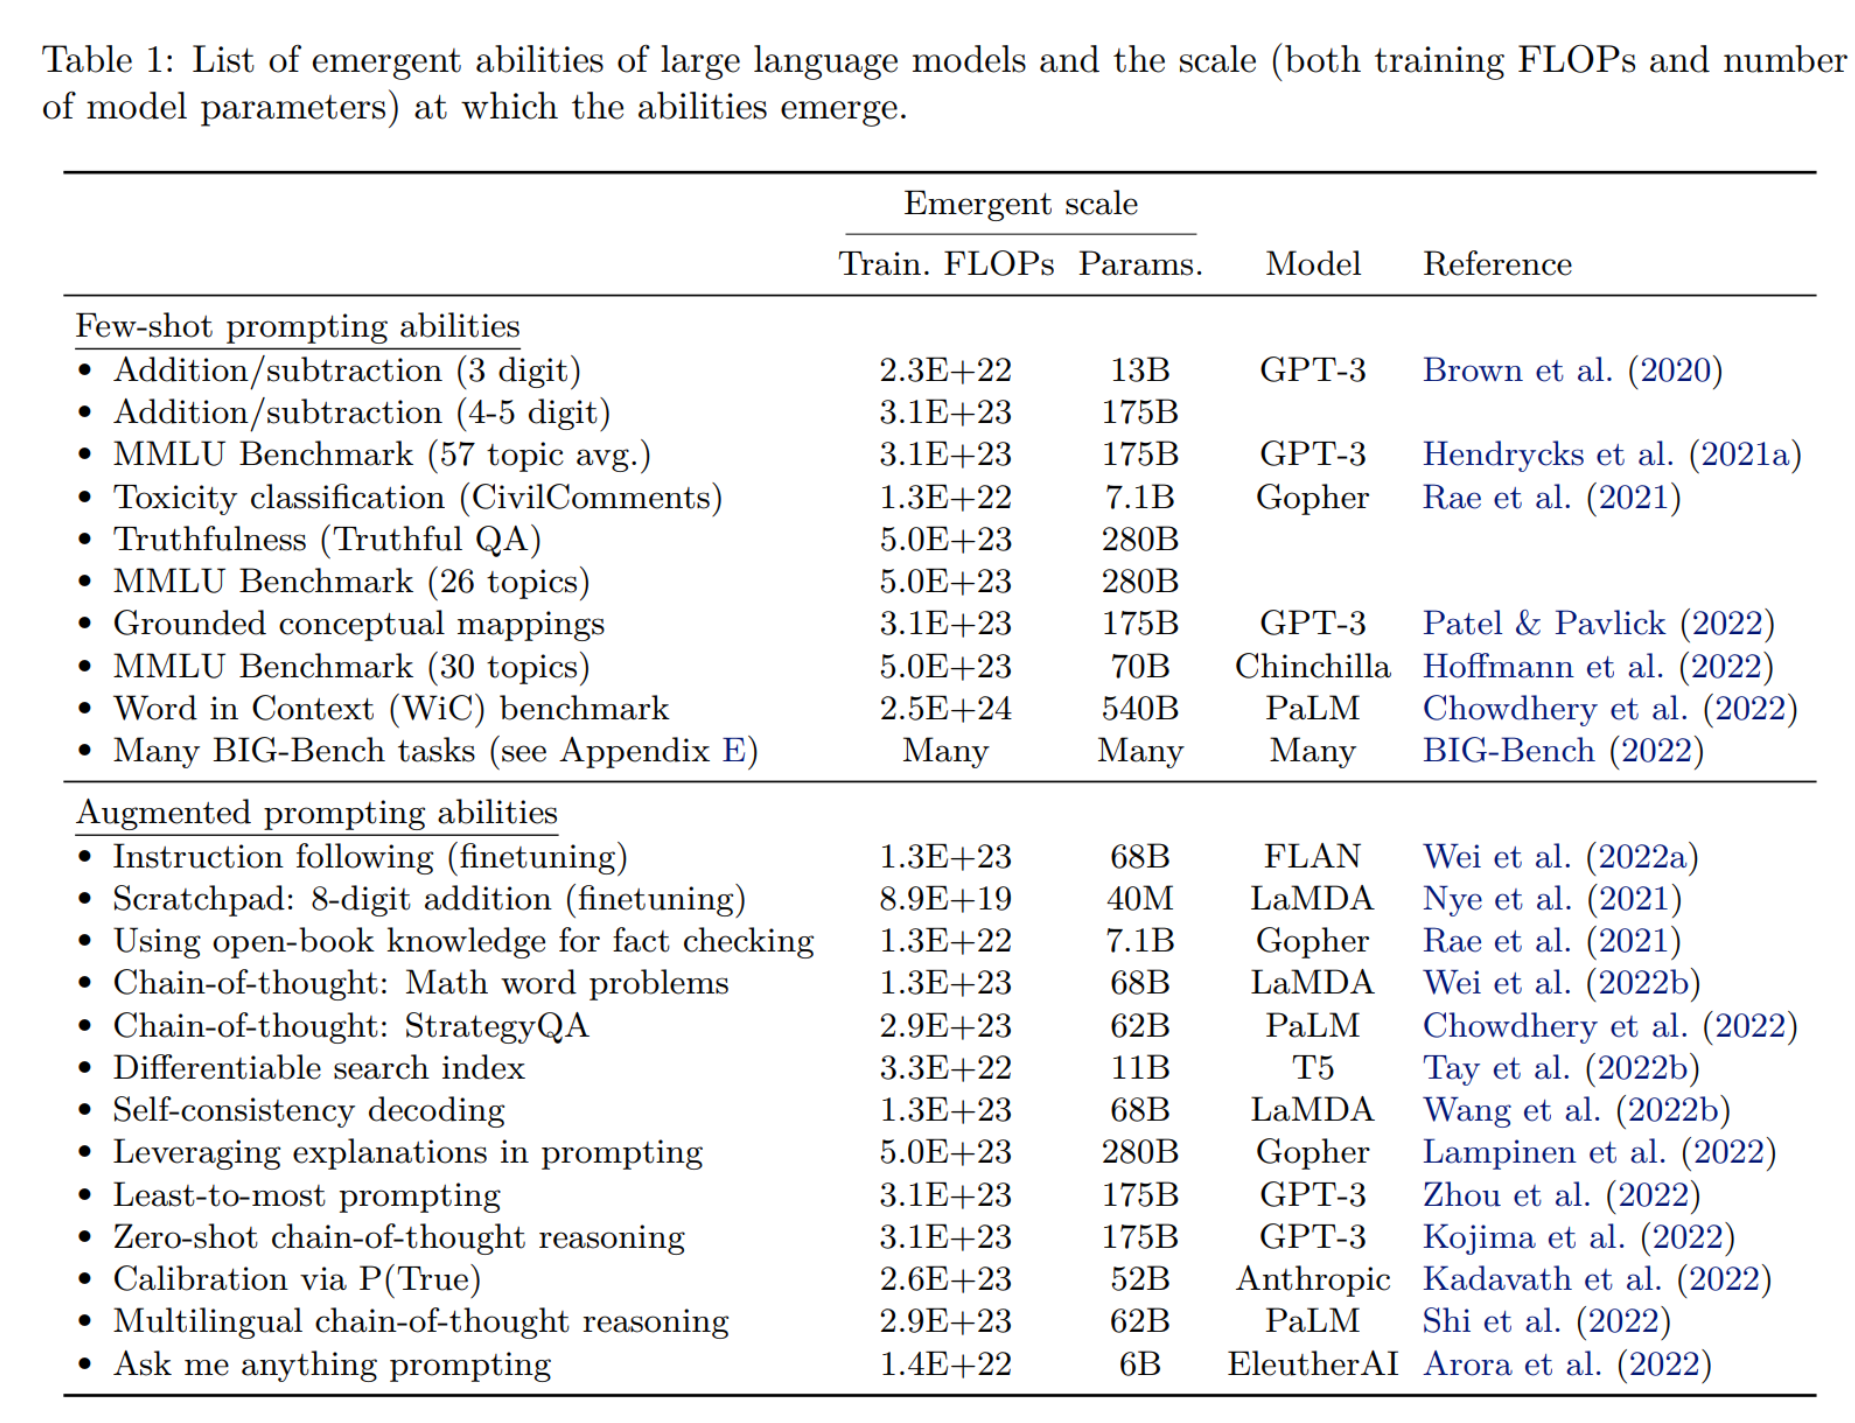 Table 1: List of emergent abilities of large language models and the scale (both training FLOPs and number
of model parameters) at which the abilities emerge.
Emergent scale
Train. FLOPs Params. Model Reference
Few-shot prompting abilities
• Addition/subtraction (3 digit) 2.3E+22 13B GPT-3 Brown et al. (2020)
• Addition/subtraction (4-5 digit) 3.1E+23 175B
• MMLU Benchmark (57 topic avg.) 3.1E+23 175B GPT-3 Hendrycks et al. (2021a)
• Toxicity classification (CivilComments) 1.3E+22 7.1B Gopher Rae et al. (2021)
• Truthfulness (Truthful QA) 5.0E+23 280B
• MMLU Benchmark (26 topics) 5.0E+23 280B
• Grounded conceptual mappings 3.1E+23 175B GPT-3 Patel & Pavlick (2022)
• MMLU Benchmark (30 topics) 5.0E+23 70B Chinchilla Hoffmann et al. (2022)
• Word in Context (WiC) benchmark 2.5E+24 540B PaLM Chowdhery et al. (2022)
• Many BIG-Bench tasks (see Appendix E) Many Many Many BIG-Bench (2022)
Augmented prompting abilities
• Instruction following (finetuning) 1.3E+23 68B FLAN Wei et al. (2022a)
• Scratchpad: 8-digit addition (finetuning) 8.9E+19 40M LaMDA Nye et al. (2021)
• Using open-book knowledge for fact checking 1.3E+22 7.1B Gopher Rae et al. (2021)
• Chain-of-thought: Math word problems 1.3E+23 68B LaMDA Wei et al. (2022b)
• Chain-of-thought: StrategyQA 2.9E+23 62B PaLM Chowdhery et al. (2022)
• Differentiable search index 3.3E+22 11B T5 Tay et al. (2022b)
• Self-consistency decoding 1.3E+23 68B LaMDA Wang et al. (2022b)
• Leveraging explanations in prompting 5.0E+23 280B Gopher Lampinen et al. (2022)
• Least-to-most prompting 3.1E+23 175B GPT-3 Zhou et al. (2022)
• Zero-shot chain-of-thought reasoning 3.1E+23 175B GPT-3 Kojima et al. (2022)
• Calibration via P(True) 2.6E+23 52B Anthropic Kadavath et al. (2022)
• Multilingual chain-of-thought reasoning 2.9E+23 62B PaLM Shi et al. (2022)
• Ask me anything prompting 1.4E+22 6B EleutherAI Arora et al. (2022)